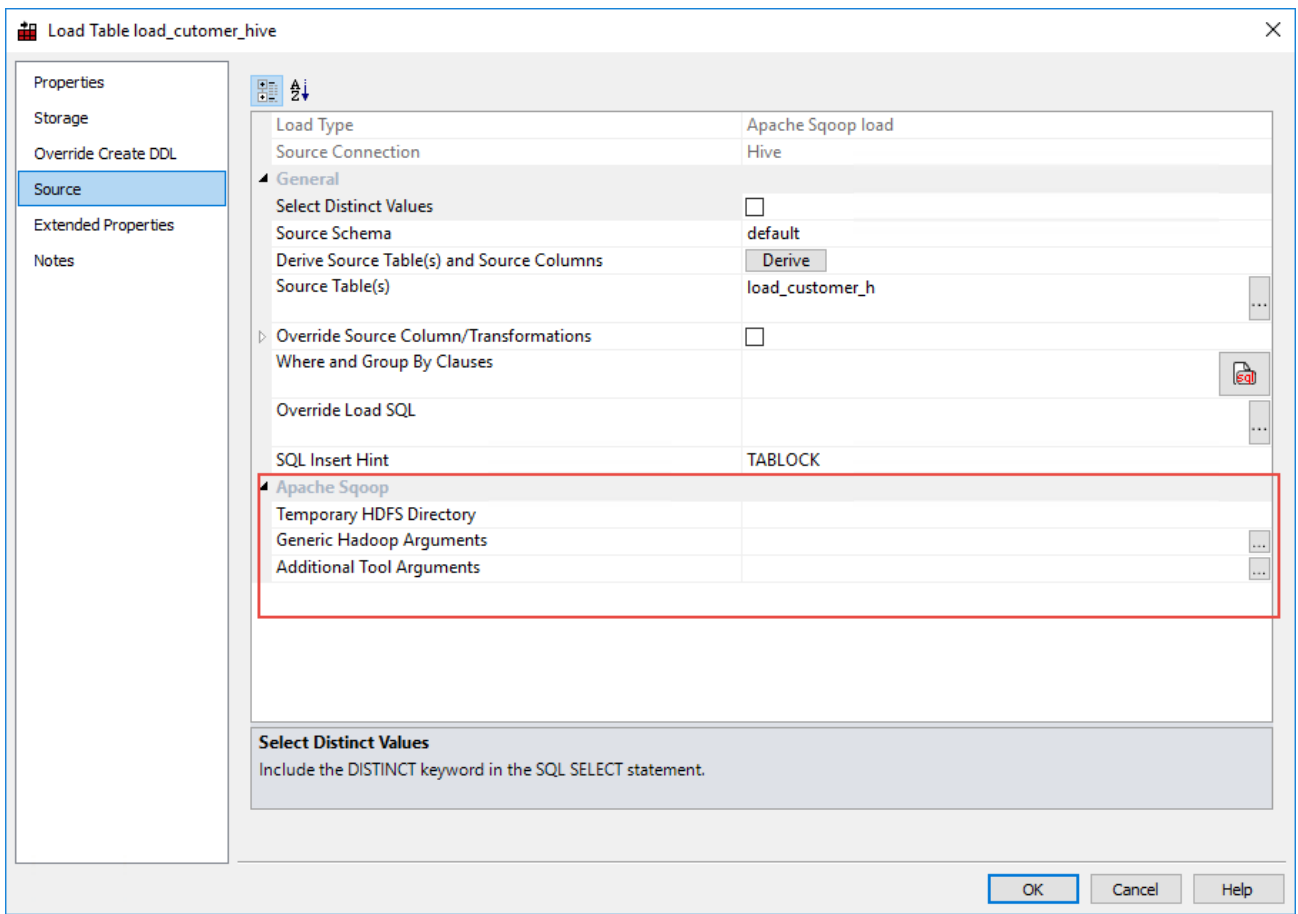 Load Table load_cutomer_hive
Properties
Storage
Override Create DDL
Source
Extended Properties
Notes
Load Type Apache Sqoop load
Source Connection Hive
General
Select Distinct Values
Source Schema default
Derive Source Table(s) and Source Columns Derive
Source Table(s) load_customer_h
...
Override Source Column/Transformations
Where and Group By Clauses
sql
Override Load SQL
...
SQL Insert Hint TABLOCK
Apache Sqoop
Temporary HDFS Directory
Generic Hadoop Arguments ...
Additional Tool Arguments ...
Select Distinct Values
Include the DISTINCT keyword in the SQL SELECT statement.
OK Cancel Help